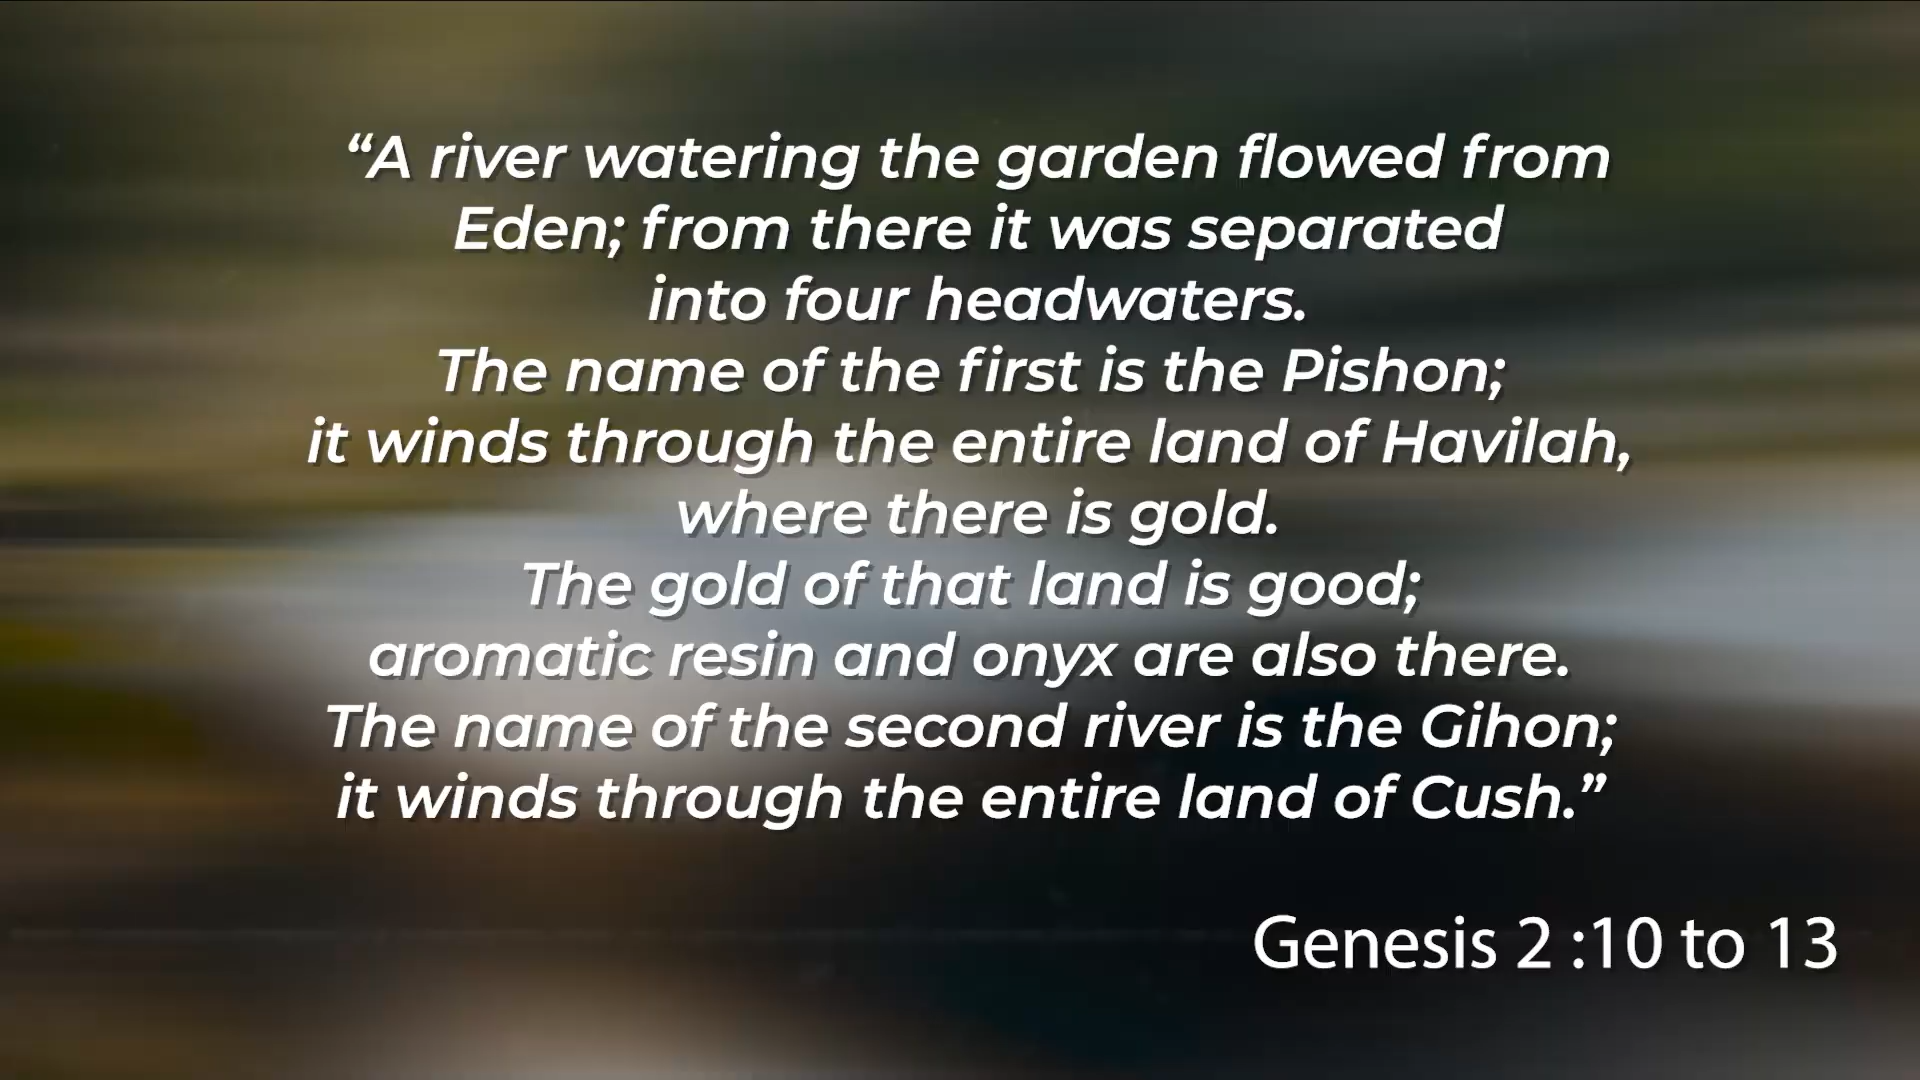 “A river watering the garden flowed from
Eden; from there it was separated
into four headwaters.
The name of the first is the Pishon;
it winds through the entire land of Havilah,
where there is gold.
The gold of that land is good;
aromatic resin and onyx are also there.
The name of the second river is the Gihon;
it winds through the entire land of Cush.”
Genesis 2 :10 to 13